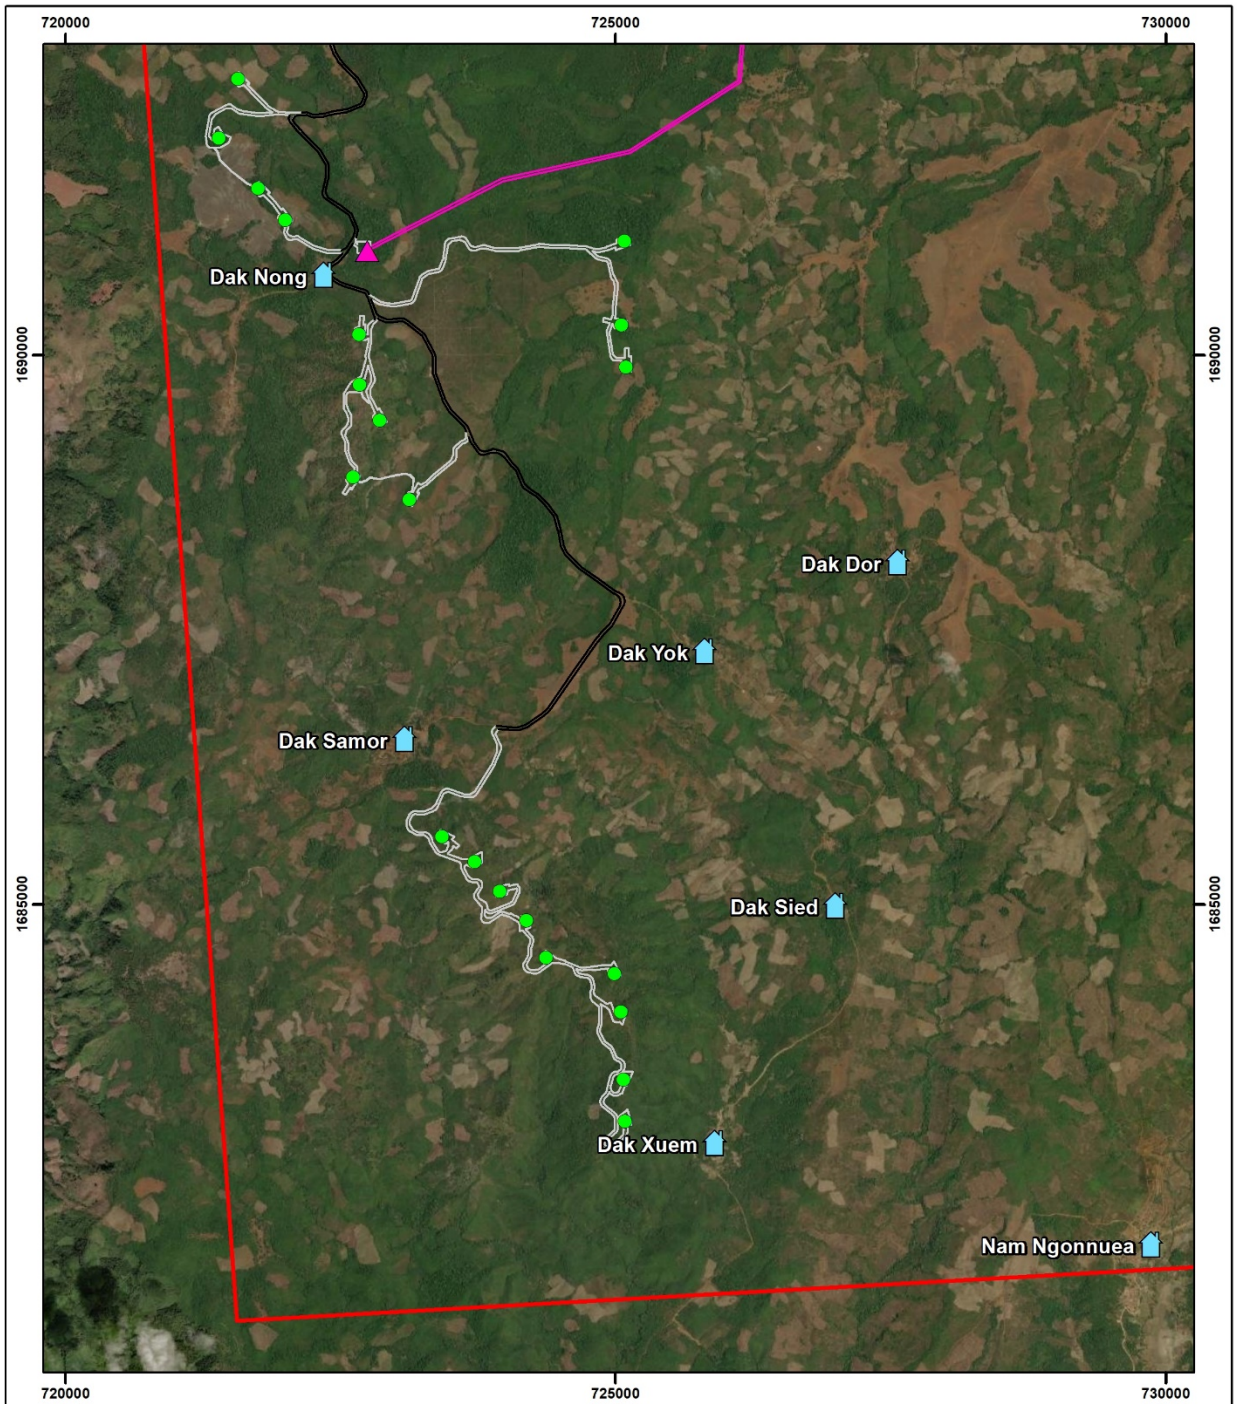 720000
725000
730000
Dak Nong
1690000
1690000
Dak Dor
Dak Yok
Dak Samor
1685000
Dak Sied
1685000
Dak Xuem
Nam Ngonnuea
720000
725000
730000